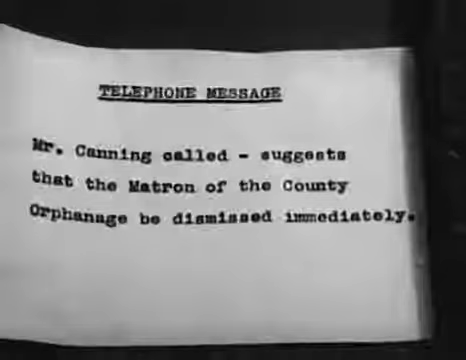 TELEPHONE MESSAGE
Mr. Canning called - suggests
that the Matron of the County
Orphanage be dismissed immediately.